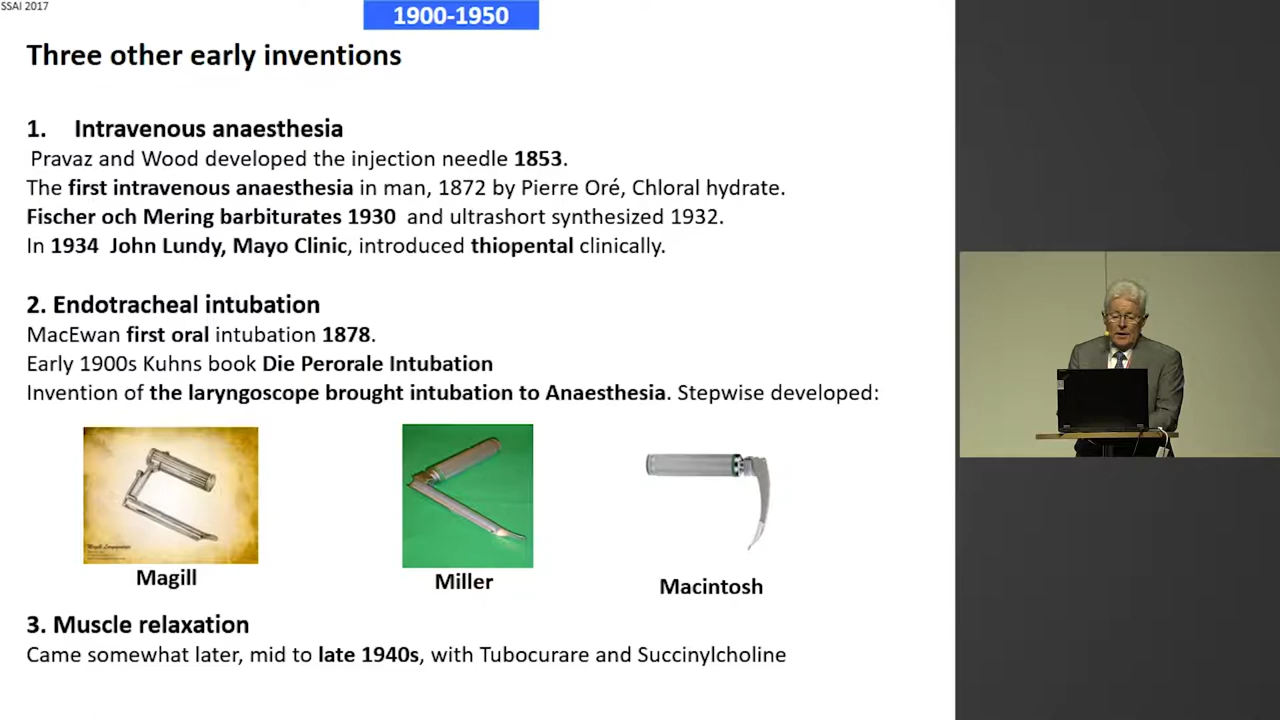 SSAI 2017
1900-1950
Three other early inventions
1. Intravenous anaesthesia
Pravaz and Wood developed the injection needle 1853.
The first intravenous anaesthesia in man, 1872 by Pierre Oré, Chloral hydrate.
Fischer och Mering barbiturates 1930 and ultrashort synthesized 1932.
In 1934 John Lundy, Mayo Clinic, introduced thiopental clinically.
2. Endotracheal intubation
MacEwan first oral intubation 1878.
Early 1900s Kuhns book Die Perorale Intubation
Invention of the laryngoscope brought intubation to Anaesthesia. Stepwise developed:
Magill Miller Macintosh
3. Muscle relaxation
Came somewhat later, mid to late 1940s, with Tubocurare and Succinylcholine